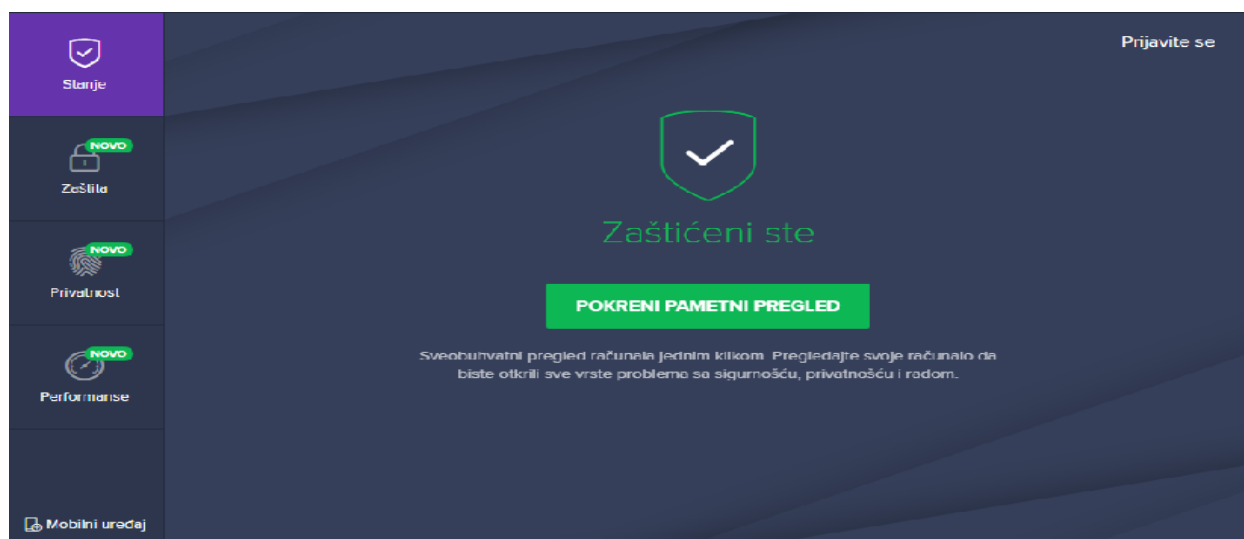 Prijavite se
Stanje
NOVO
Zaštita
NOVO
Privatnost
NOVO
Performanse
Mobilni uređaj
Zaštićeni ste
POKRENI PAMETNI PREGLED
Sveobuhvatni pregled računala jednim klikom. Pregledajte svoje računalo da
biste otkrili sve vrste problema sa sigurnošću, privatnošću i radom.